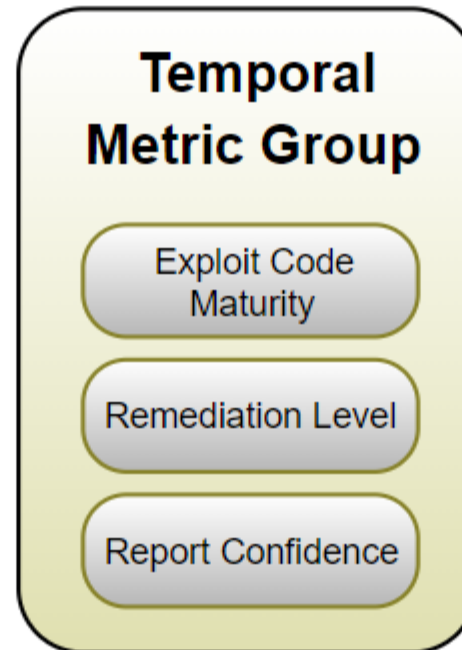 Temporal
Metric Group
Exploit Code
Maturity
Remediation Level
Report Confidence